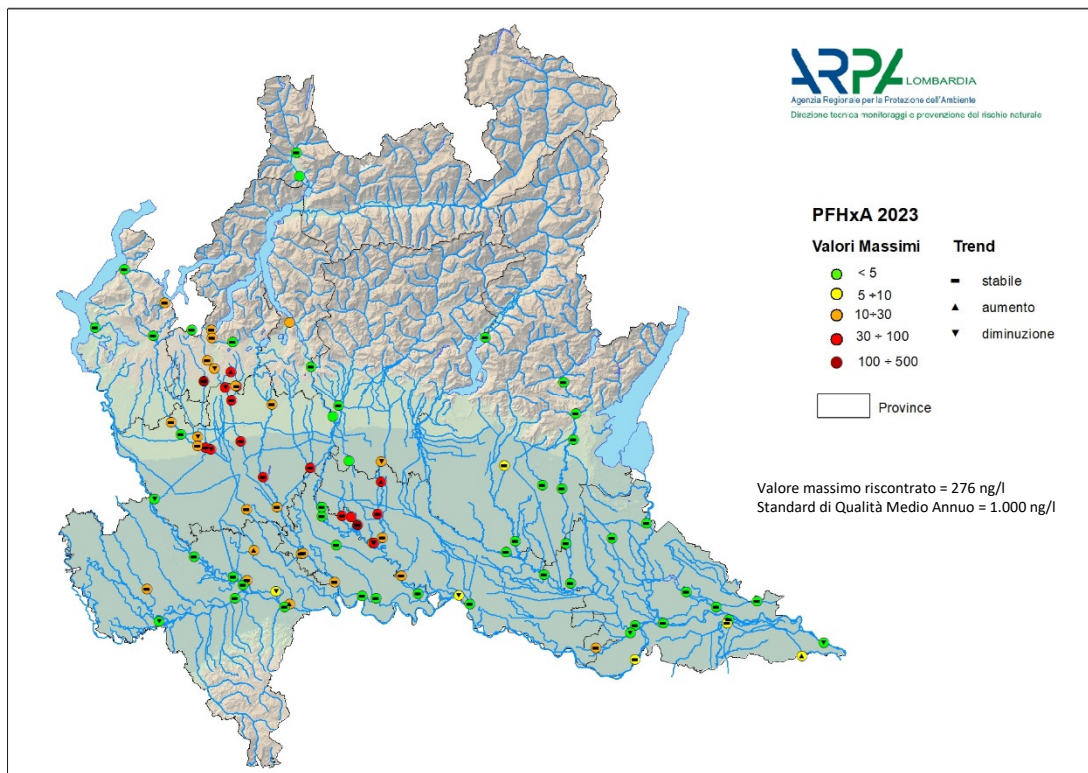 ARPA LOMBARDIA
Agenzia Regionale per la Protezione dell'Ambiente
Direzione tecnica monitoraggi e prevenzione del rischio naturale
PFHxA 2023
Valori Massimi
< 5
5 ÷10
10÷30
30 ÷ 100
100 ÷ 500
Trend
stabile
aumento
diminuzione
Province
Valore massimo riscontrato = 276 ng/l
Standard di Qualità Medio Annuo = 1.000 ng/l